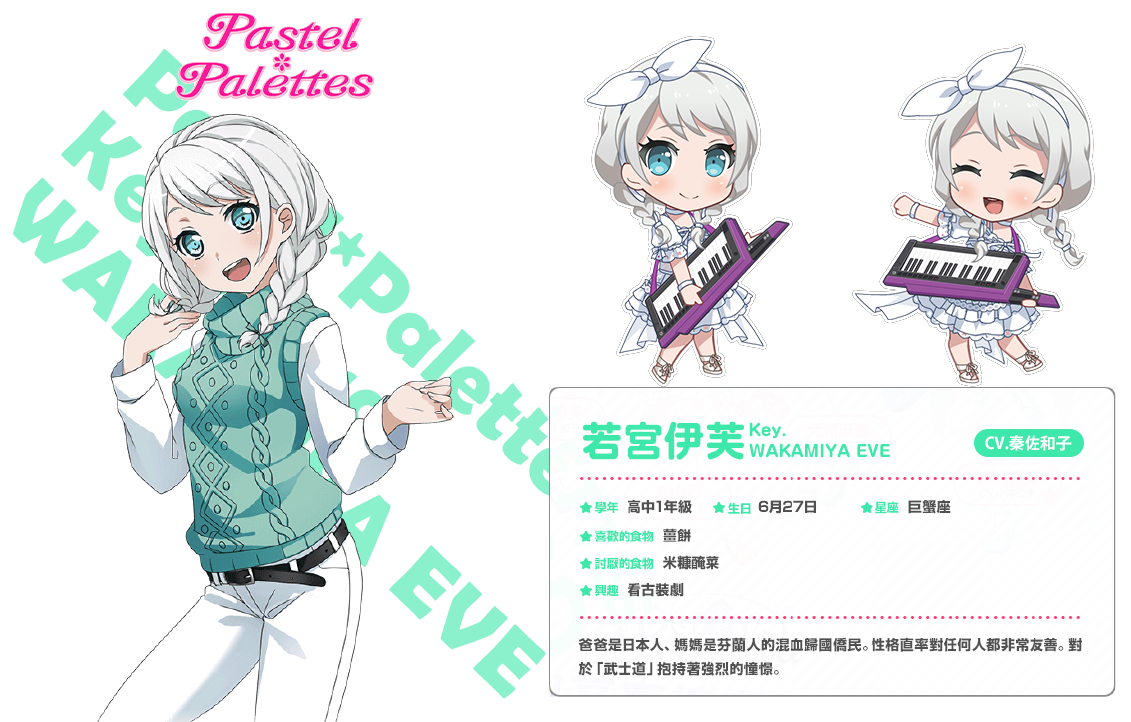 Pastel
*Palettes
Pastel*Palettes
Key.
WAKAMIYA EVE
若宮伊芙
Key.
WAKAMIYA EVE
CV.秦佐和子
★學年 高中1年級 ★生日 6月27日 ★星座 巨蟹座
★喜歡的食物 薑餅
★討厭的食物 米糠醃菜
★興趣 看古裝劇
爸爸是日本人、媽媽是芬蘭人的混血歸國僑民。性格直率對任何人都非常友善。對
於「武士道」抱持著強烈的憧憬。